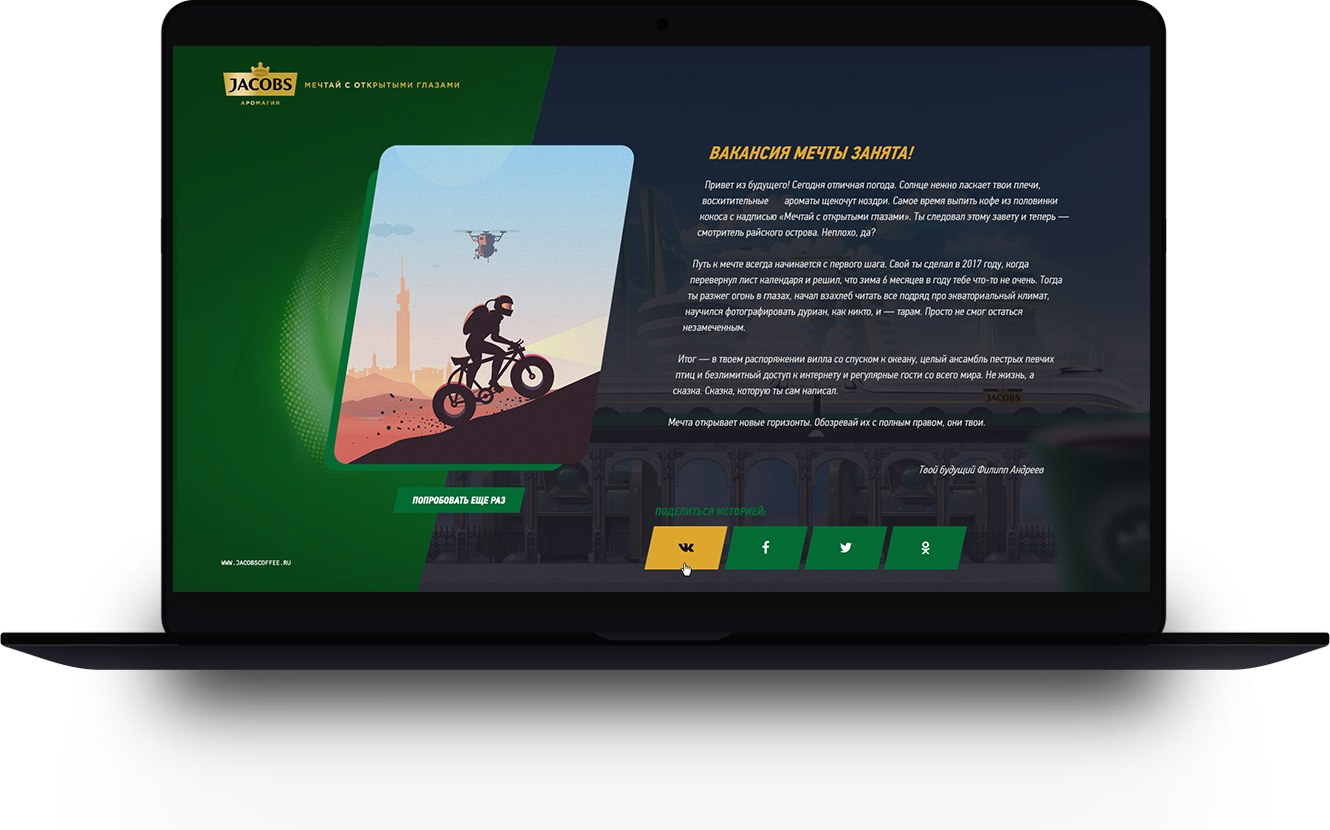 JACOBS
АРОМАГИЯ
МЕЧТАЙ С ОТКРЫТЫМИ ГЛАЗАМИ
ВАКАНСИЯ МЕЧТЫ ЗАНЯТА!
Привет из будущего! Сегодня отличная погода. Солнце нежно ласкает твои плечи,
восхитительные ароматы щекочут ноздри. Самое время выпить кофе из половинки
кокоса с надписью «Мечтай с открытыми глазами». Ты следовал этому завету и теперь —
смотритель райского острова. Неплохо, да?
Путь к мечте всегда начинается с первого шага. Свой ты сделал в 2017 году, когда
перевернул лист календаря и решил, что зима 6 месяцев в году тебе что-то не очень. Тогда
ты разжег огонь в глазах, начал взахлеб читать все подряд про экваториальный климат,
научился фотографировать дуриан, как никто, и — тарам. Просто не смог остаться
незамеченным.
Итог — в твоем распоряжении вилла со спуском к океану, целый ансамбль пестрых певчих
птиц и безлимитный доступ к интернету и регулярные гости со всего мира. Не жизнь, а
сказка. Сказка, которую ты сам написал.
JACOBS
Мечта открывает новые горизонты. Обозревай их с полным правом, они твои.
Твой будущий Филипп Андреев
ПОПРОБОВАТЬ ЕЩЕ РАЗ
ПОДЕЛИТЬСЯ ИСТОРИЕЙ:
WWW.JACOBSCOFFEE.RU